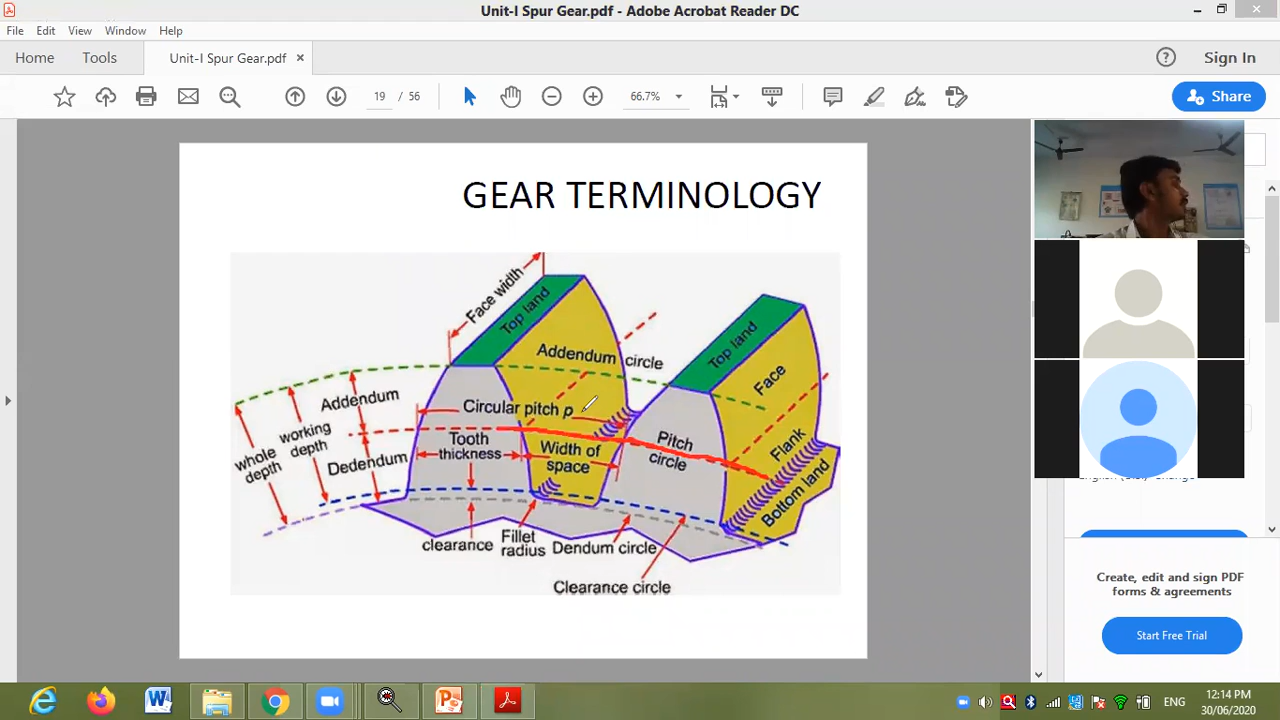 Unit-I Spur Gear.pdf - Adobe Acrobat Reader DC
File Edit View Window Help
Home Tools Unit-I Spur Gear.pdf × Sign In
19 / 56 66.7% Share
GEAR TERMINOLOGY
Face width
Top land
Top land
Addendum circle
Face
Addendum
Circular pitch p
working
depth
whole
depth
Dedendum
Tooth
thickness
Width of
space
Pitch
circle
Flank
Bottom land
clearance
Fillet
radius
Dendum circle
Clearance circle
Create, edit and sign PDF
forms & agreements
Start Free Trial
ENG
12:14 PM
30/06/2020